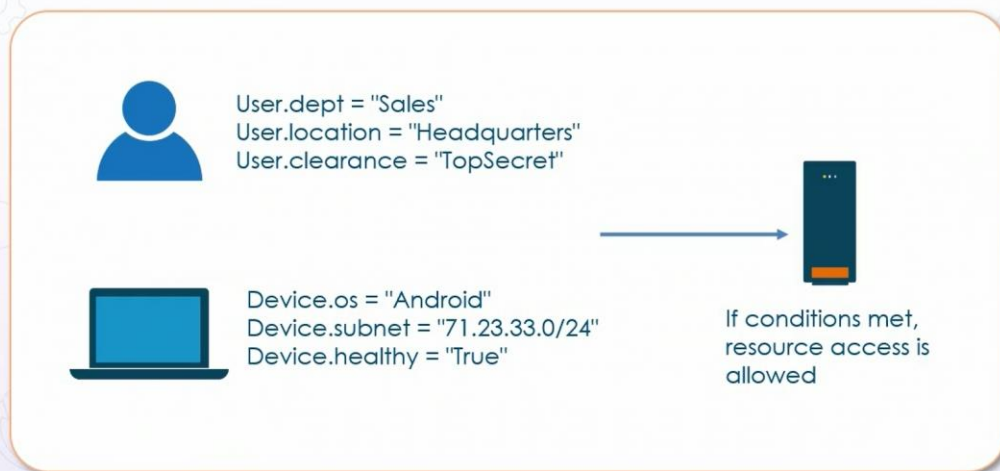 User.dept = "Sales"
User.location = "Headquarters"
User.clearance = "TopSecret"
Device.os = "Android"
Device.subnet = "71.23.33.0/24"
Device.healthy = "True"
If conditions met,
resource access is
allowed